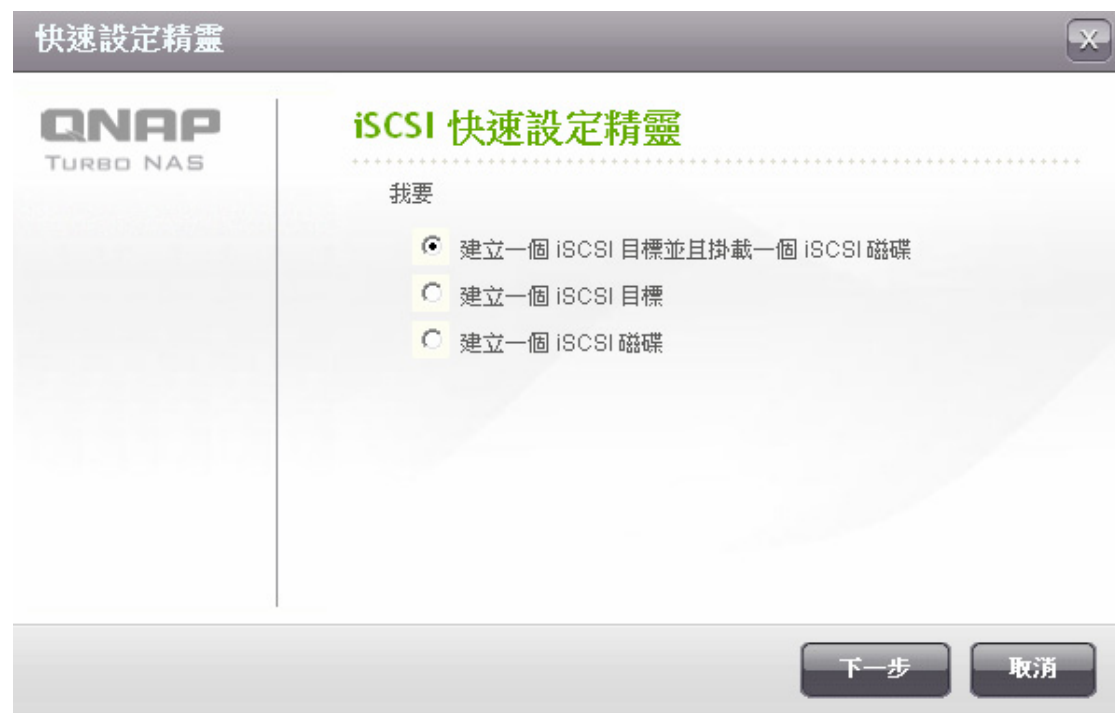 快速設定精靈
X
QNAP
TURBO NAS
iSCSI 快速設定精靈
我要
建立一個 iSCSI 目標並且掛載一個 iSCSI 磁碟
建立一個 iSCSI 目標
建立一個 iSCSI 磁碟
下一步
取消